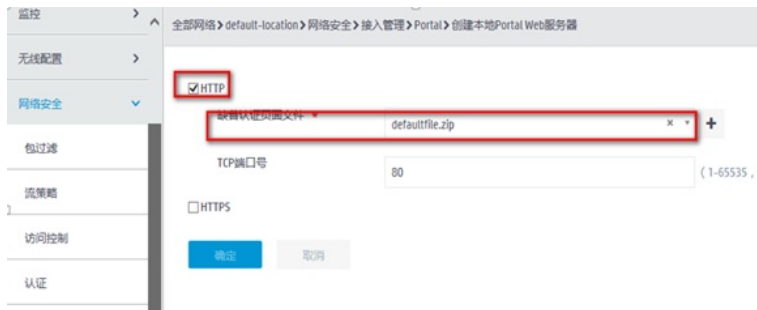 监控
全部网络 > default-location > 网络安全 > 接入管理 > Portal > 创建本地Portal Web服务器
无线配置
HTTP
网络安全
缺省认证页面文件 *
defaultfile.zip × +
包过滤
TCP端口号
80
(1-65535 ,
流策略
HTTPS
访问控制
确定
取消
认证